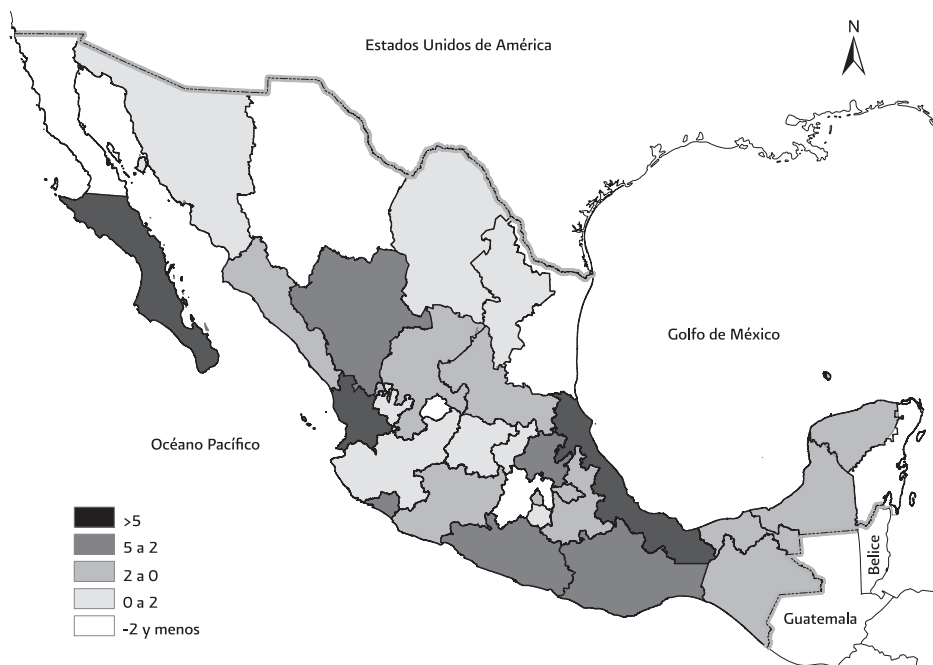 Estados Unidos de América
N
Golfo de México
Océano Pacífico
>5
5 a 2
2 a 0
0 a 2
-2 y menos
Belice
Guatemala